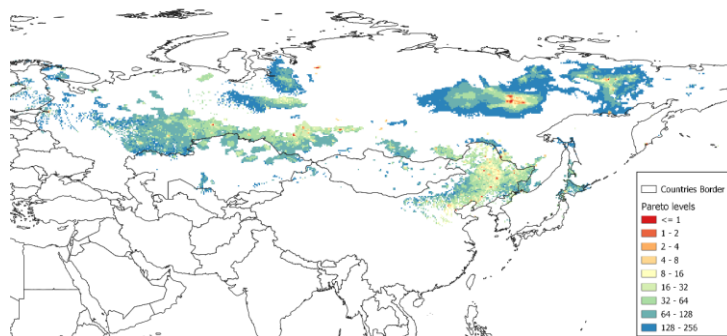 Countries Border
Pareto levels
<= 1
1 - 2
2 - 4
4 - 8
8 - 16
16 - 32
32 - 64
64 - 128
128 - 256